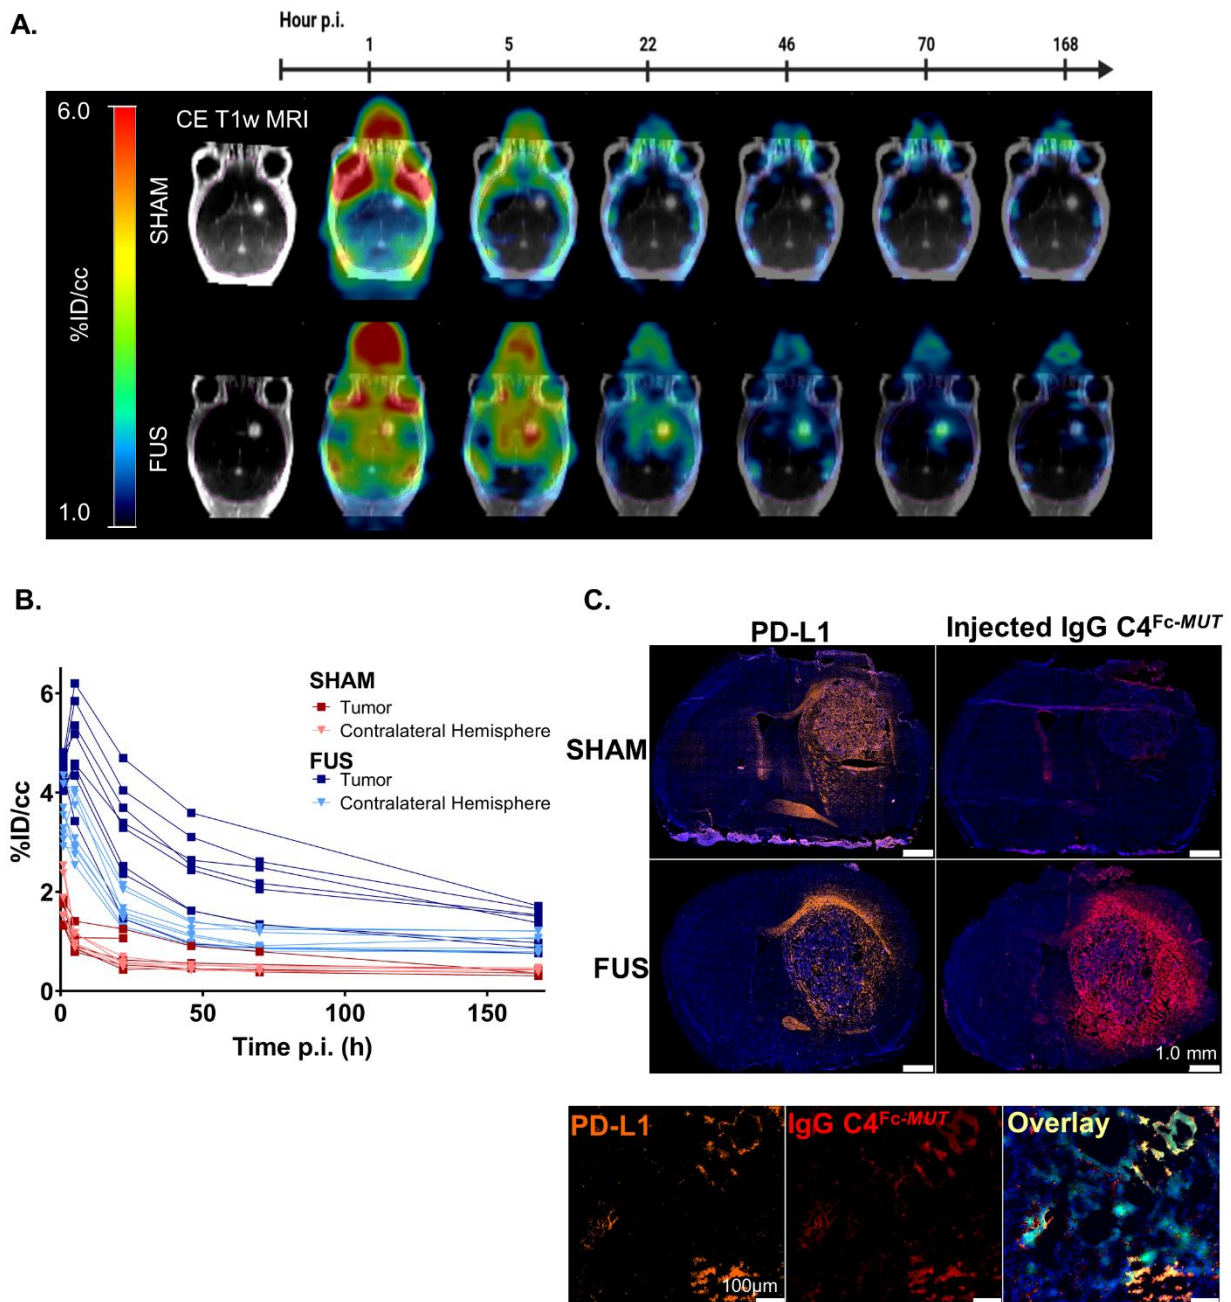 A.
Hour p.i.
1 5 22 46 70 168
6.0
CE T1w MRI
SHAM
%ID/cc
FUS
1.0
B.
SHAM
Tumor
Contralateral Hemisphere
FUS
Tumor
Contralateral Hemisphere
6
4
2
0
%ID/cc
0 50 100 150
Time p.i. (h)
C.
PD-L1 Injected IgG C4Fc-MUT
SHAM
FUS
1.0 mm
PD-L1 IgG C4Fc-MUT Overlay
100µm